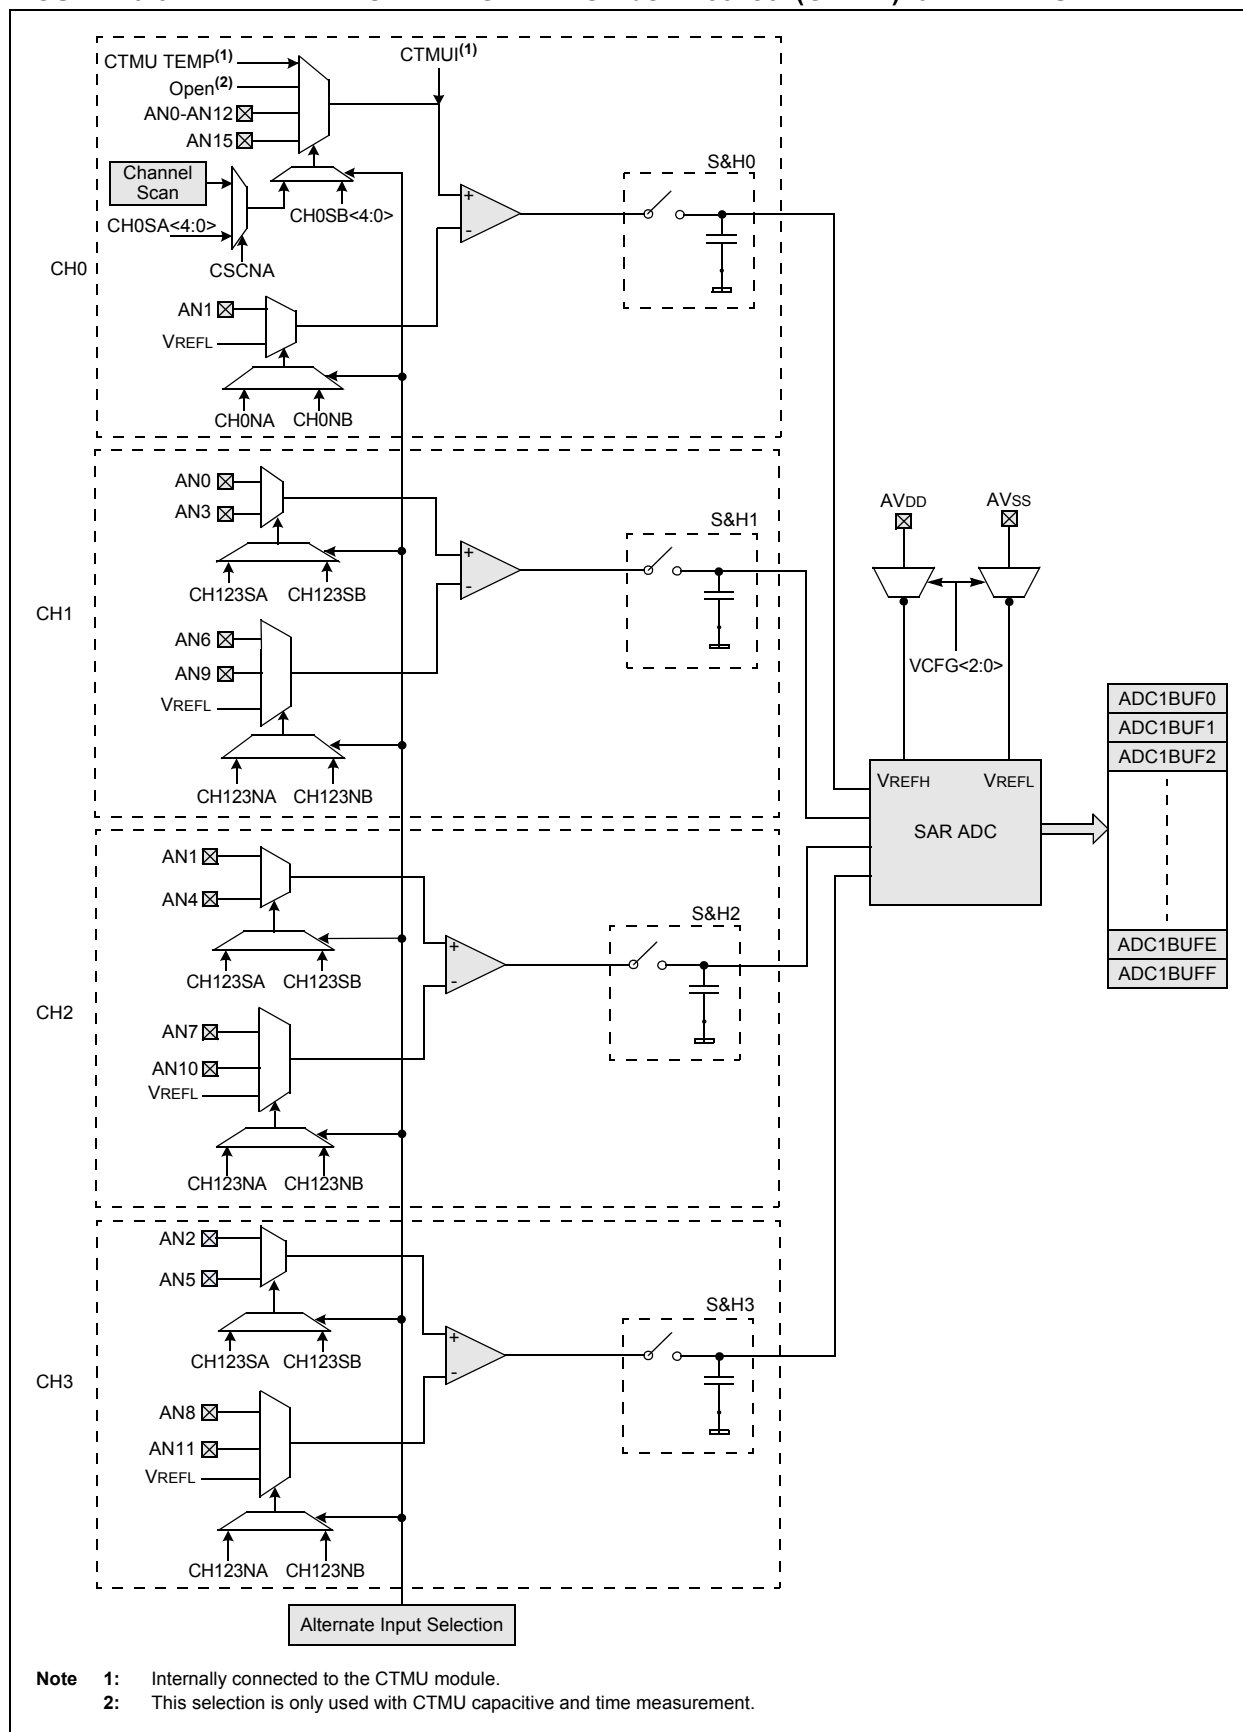 CTMU TEMP(1)
CTMUI(1)
Open(2)
AN0-AN12
AN15
Channel
Scan
CH0SA<4:0>
CH0SB<4:0>
CSCNA
+
-
S&H0
CH0
AN1
VREFL
CH0NA
CH0NB
AN0
AN3
CH123SA
CH123SB
+
-
S&H1
CH1
AN6
AN9
VREFL
CH123NA
CH123NB
AVDD
AVSS
VCFG<2:0>
VREFH
VREFL
SAR ADC
ADC1BUF0
ADC1BUF1
ADC1BUF2
ADC1BUFE
ADC1BUFF
AN1
AN4
CH123SA
CH123SB
+
-
S&H2
CH2
AN7
AN10
VREFL
CH123NA
CH123NB
AN2
AN5
CH123SA
CH123SB
+
-
S&H3
CH3
AN8
AN11
VREFL
CH123NA
CH123NB
Alternate Input Selection
Note 1: Internally connected to the CTMU module.
2: This selection is only used with CTMU capacitive and time measurement.